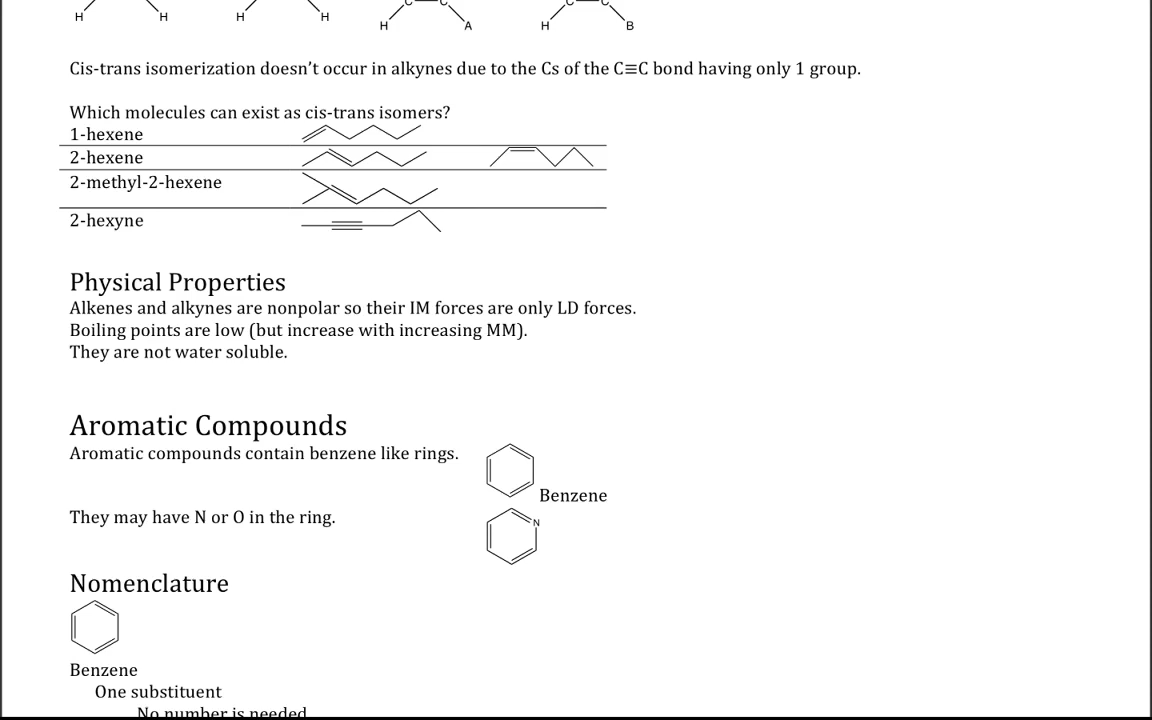 H H H H C C C C
H A H B
Cis-trans isomerization doesn’t occur in alkynes due to the Cs of the C≡C bond having only 1 group.
Which molecules can exist as cis-trans isomers?
1-hexene
2-hexene
2-methyl-2-hexene
2-hexyne
Physical Properties
Alkenes and alkynes are nonpolar so their IM forces are only LD forces.
Boiling points are low (but increase with increasing MM).
They are not water soluble.
Aromatic Compounds
Aromatic compounds contain benzene like rings.
Benzene
They may have N or O in the ring.
N
Nomenclature
Benzene
One substituent
No number is needed